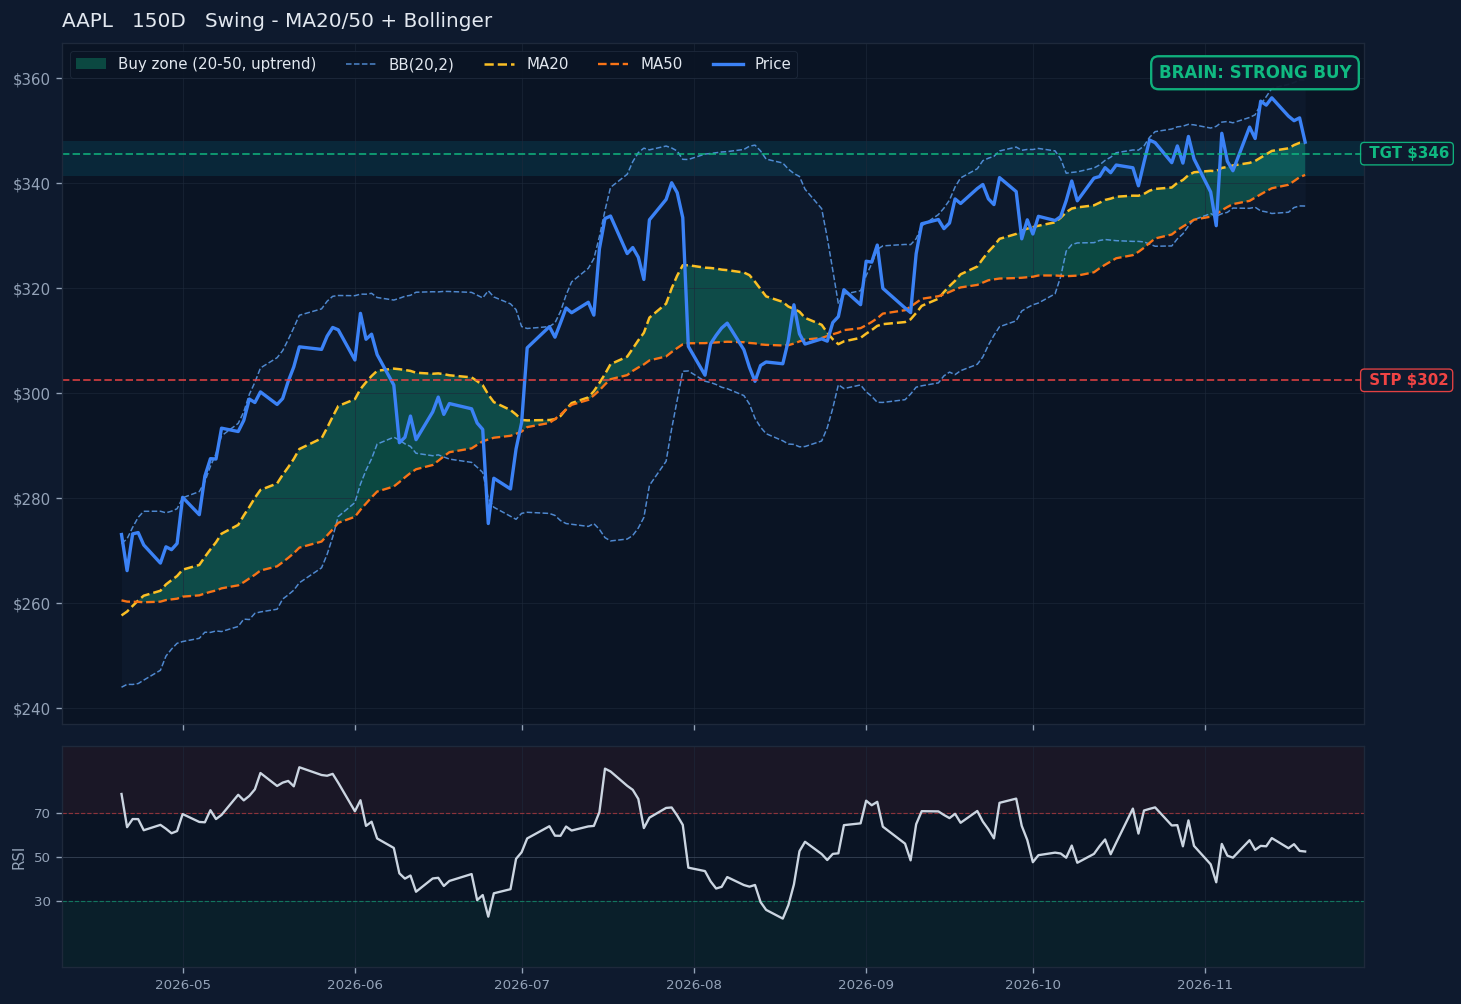 AAPL 150D Swing - MA20/50 + Bollinger
Buy zone (20-50, uptrend) BB(20,2) MA20 MA50 Price
BRAIN: STRONG BUY
$360
TGT $346
$340
$320
STP $302
$300
$280
$260
$240
70
50
30
RSI
2026-05 2026-06 2026-07 2026-08 2026-09 2026-10 2026-11